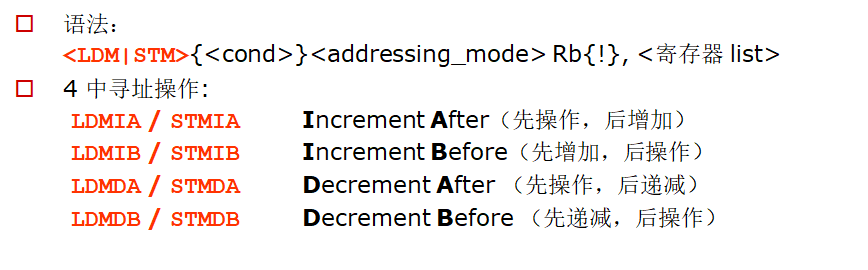 语法:
<LDM|STM>{<cond>}<addressing_mode> Rb{!}, <寄存器 list>
4 中寻址操作:
LDMIA / STMIA Increment After（先操作，后增加）
LDMIB / STMIB Increment Before（先增加，后操作）
LDMDA / STMDA Decrement After （先操作，后递减）
LDMDB / STMDB Decrement Before （先递减，后操作）